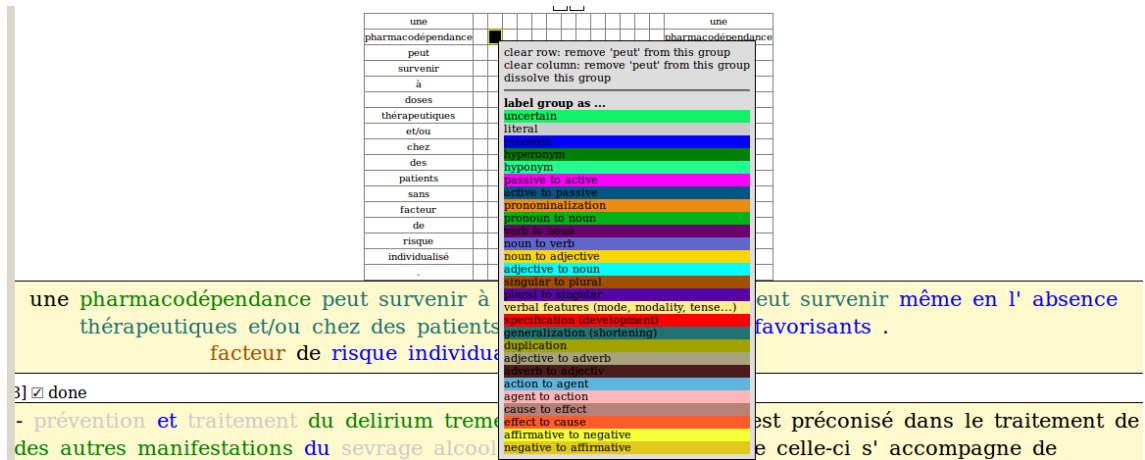 une une
pharmacodépendance pharmacodépendance
peut
survenir
à
doses
thérapeutiques
et/ou
chez
des
patients
sans
facteur
de
risque
individualisé
.
clear row: remove 'peut' from this group
clear column: remove 'peut' from this group
dissolve this group
label group as ...
uncertain
literal
synonym
hyperonym
hyponym
passive to active
active to passive
pronominalization
pronoun to noun
verb to noun
noun to verb
noun to adjective
adjective to noun
singular to plural
plural to singular
verbal features (mode, modality, tense...)
specification (development)
generalization (shortening)
duplication
adjective to adverb
adverb to adjectiv
action to agent
agent to action
cause to effect
effect to cause
affirmative to negative
negative to affirmative
une pharmacodépendance peut survenir à eut survenir même en l' absence
thérapeutiques et/ou chez des patients favorisants .
facteur de risque individua
3] ☑ done
- prévention et traitement du delirium treme est préconisé dans le traitement de
des autres manifestations du sevrage alcool e celle-ci s' accompagne de